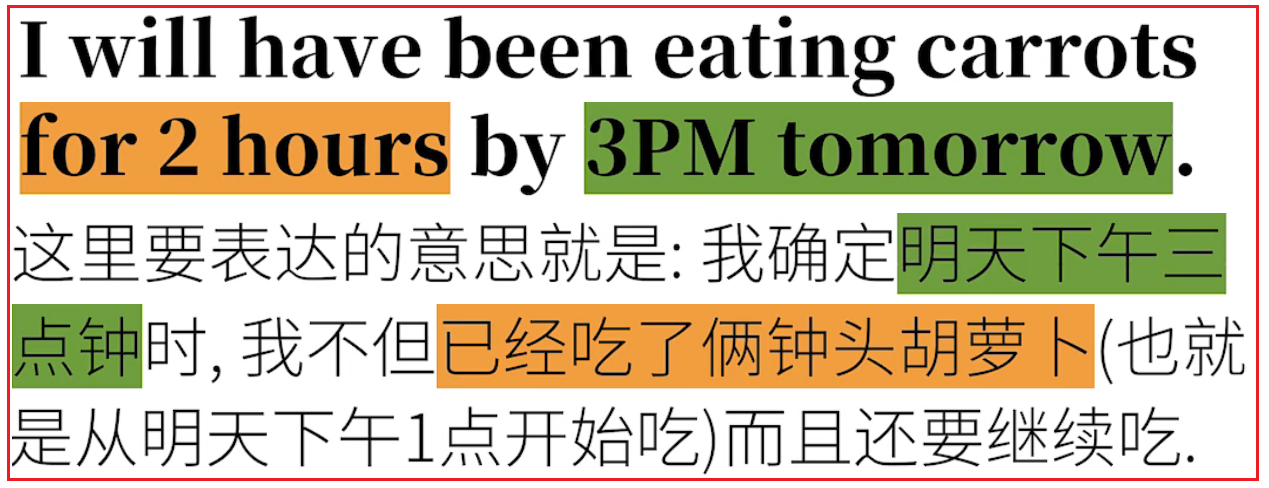 I will have been eating carrots
for 2 hours by 3PM tomorrow.
这里要表达的意思就是: 我确定明天下午三
点钟时, 我不但已经吃了俩钟头胡萝卜(也就
是从明天下午1点开始吃)而且还要继续吃.